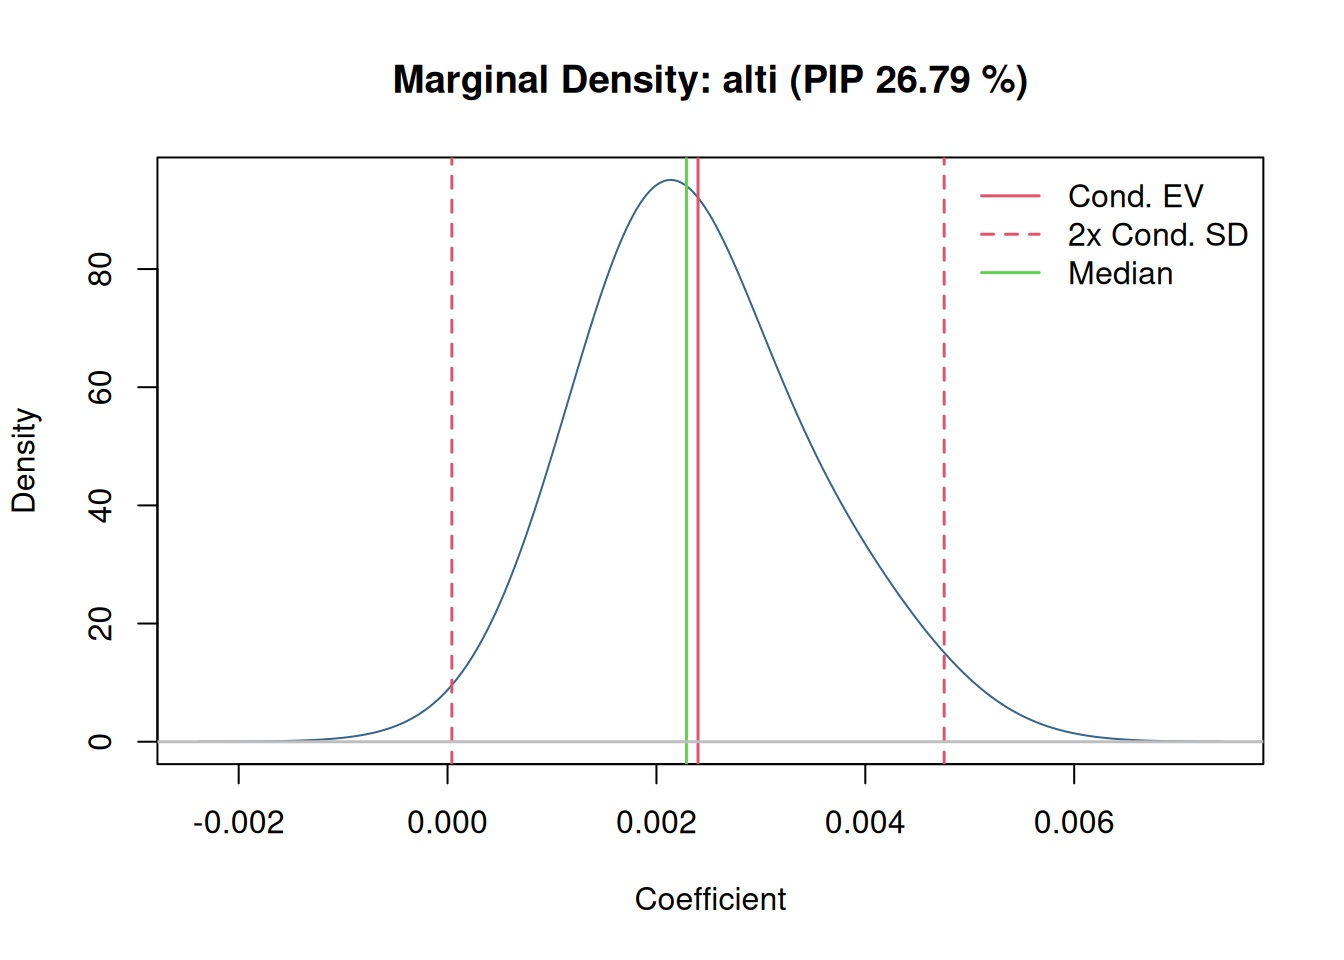 Marginal Density: alti (PIP 26.79 %)
Cond. EV
2x Cond. SD
Median
Density
80
60
40
20
0
-0.002 0.000 0.002 0.004 0.006
Coefficient